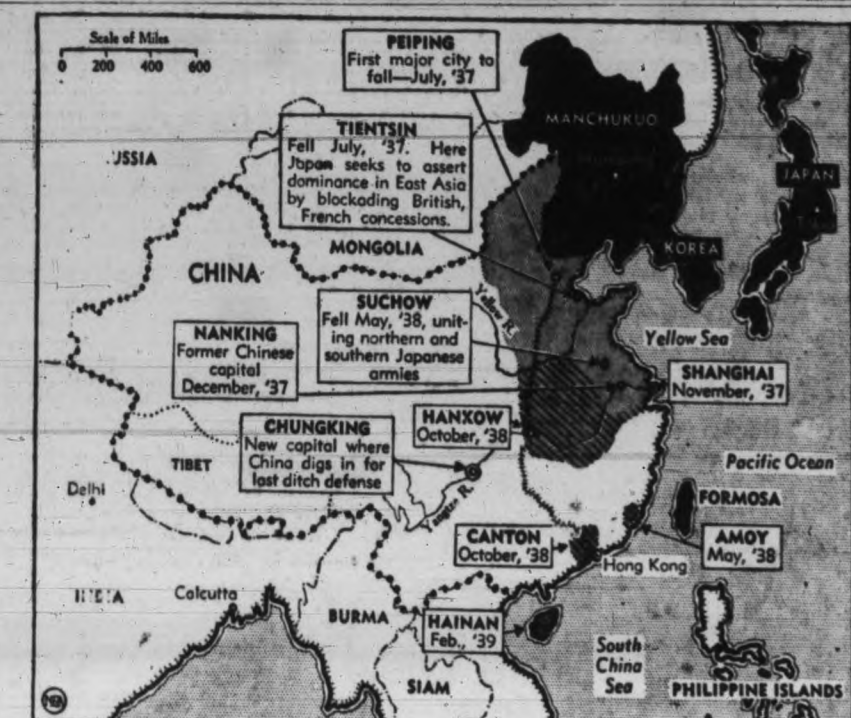 Scale of Miles
0 200 400 600
PEIPING
First major city to
fall—July, '37
MANCHUKUO
TIENTSIN
Fell July, '37. Here
Japan seeks to assert
dominance in East Asia
by blockading British,
French concessions.
USSIA
JAPAN
MONGOLIA
KOREA
CHINA
SUCHOW
Fell May, '38, unit-
ing northern and
southern Japanese
armies
Yellow R.
Yellow Sea
NANKING
Former Chinese
capital
December, '37
SHANGHAI
November, '37
HANXOW
October, '38
CHUNGKING
New capital where
China digs in for
last ditch defense
TIBET
Pacific Ocean
Delhi
FORMOSA
CANTON
October, '38
AMOY
May, '38
Hong Kong
INDIA
Calcutta
BURMA
HAINAN
Feb., '39
South
China
Sea
SIAM
PHILIPPINE ISLANDS